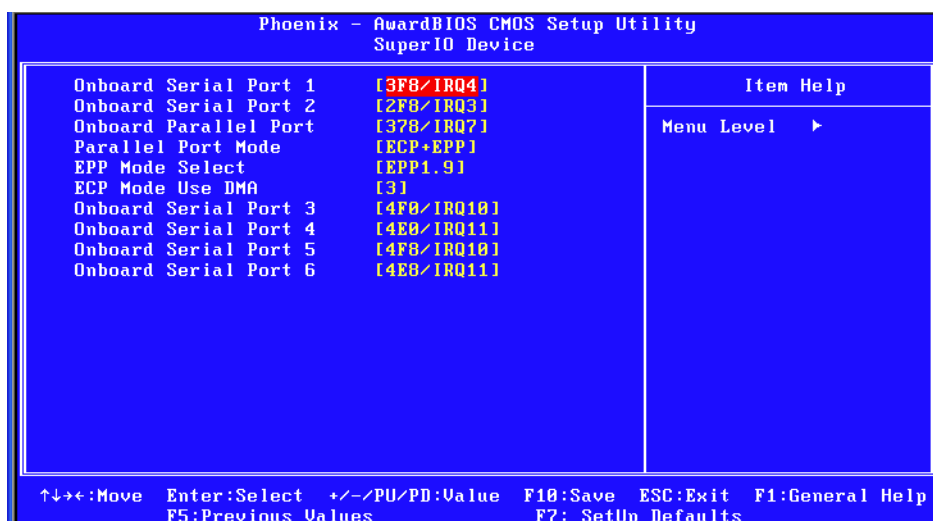 Phoenix - AwardBIOS CMOS Setup Utility
SuperIO Device
Onboard Serial Port 1 [3F8/IRQ4]
Onboard Serial Port 2 [2F8/IRQ3]
Onboard Parallel Port [378/IRQ7]
Parallel Port Mode [ECP+EPP]
EPP Mode Select [EPP1.9]
ECP Mode Use DMA [3]
Onboard Serial Port 3 [4F0/IRQ10]
Onboard Serial Port 4 [4E0/IRQ11]
Onboard Serial Port 5 [4F8/IRQ10]
Onboard Serial Port 6 [4E8/IRQ11]
Item Help
Menu Level ►
↑↓→←:Move Enter:Select +/-/PU/PD:Value F10:Save ESC:Exit F1:General Help
F5:Previous Values F7: SetUp Defaults